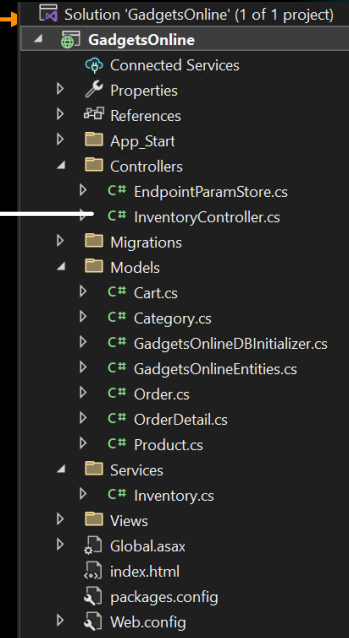 Solution 'GadgetsOnline' (1 of 1 project)
GadgetsOnline
Connected Services
Properties
References
App_Start
Controllers
C# EndpointParamStore.cs
C# InventoryController.cs
Migrations
Models
C# Cart.cs
C# Category.cs
C# GadgetsOnlineDBInitializer.cs
C# GadgetsOnlineEntities.cs
C# Order.cs
C# OrderDetail.cs
C# Product.cs
Services
C# Inventory.cs
Views
Global.asax
index.html
packages.config
Web.config